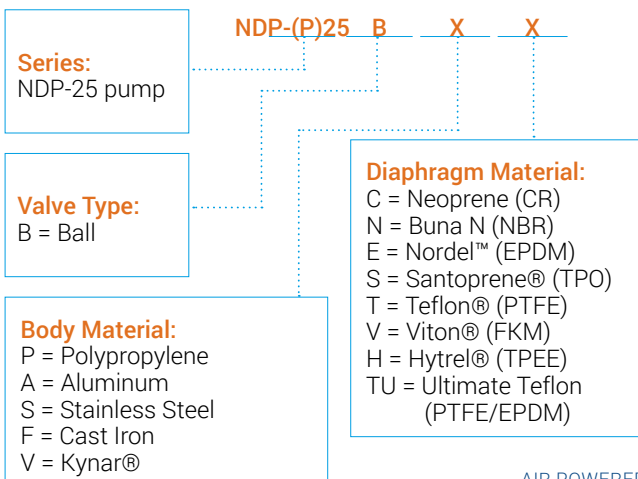 NDP-(P)25 B X X
Series:
NDP-25 pump
Valve Type:
B = Ball
Body Material:
P = Polypropylene
A = Aluminum
S = Stainless Steel
F = Cast Iron
V = Kynar®
Diaphragm Material:
C = Neoprene (CR)
N = Buna N (NBR)
E = Nordel™ (EPDM)
S = Santoprene® (TPO)
T = Teflon® (PTFE)
V = Viton® (FKM)
H = Hytrel® (TPEE)
TU = Ultimate Teflon
(PTFE/EPDM)
AIR POWERED